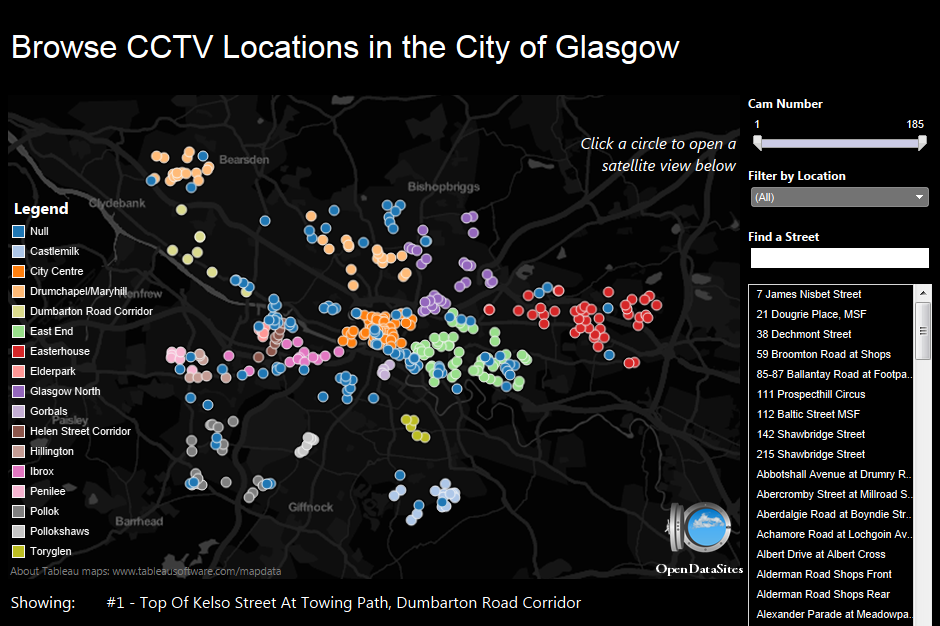 Browse CCTV Locations in the City of Glasgow
Click a circle to open a
satellite view below
Bearsden
Bishopbriggs
Clydebank
Renfrew
Paisley
Barrhead
Giffnock
Legend
Null
Castlemilk
City Centre
Drumchapel/Maryhill
Dumbarton Road Corridor
East End
Easterhouse
Elderpark
Glasgow North
Gorbals
Helen Street Corridor
Hillington
Ibrox
Penilee
Pollok
Pollokshaws
Toryglen
About Tableau maps: www.tableausoftware.com/mapdata
OpenDataSites
Showing: #1 - Top Of Kelso Street At Towing Path, Dumbarton Road Corridor
Cam Number
1 185
Filter by Location
(All)
Find a Street
7 James Nisbet Street
21 Dougrie Place, MSF
38 Dechmont Street
59 Broomton Road at Shops
85-87 Ballantay Road at Footpa..
111 Prospecthill Circus
112 Baltic Street MSF
142 Shawbridge Street
215 Shawbridge Street
Abbotshall Avenue at Drumry R..
Abercromby Street at Millroad S..
Aberdalgie Road at Boyndie Str..
Achamore Road at Lochgoin Av..
Albert Drive at Albert Cross
Alderman Road Shops Front
Alderman Road Shops Rear
Alexander Parade at Meadowpa..